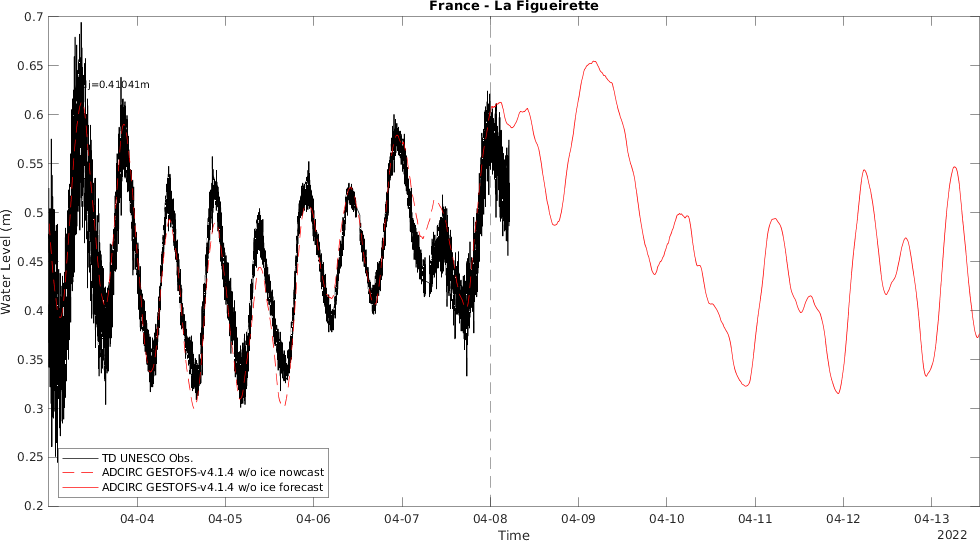 France - La Figueirette
0.7
0.65
0.6
0.55
0.5
0.45
0.4
0.35
0.3
0.25
0.2
Water Level (m)
j=0.41041m
TD UNESCO Obs.
ADCIRC GESTOFS-v4.1.4 w/o ice nowcast
ADCIRC GESTOFS-v4.1.4 w/o ice forecast
04-04 04-05 04-06 04-07 04-08 04-09 04-10 04-11 04-12 04-13
Time
2022